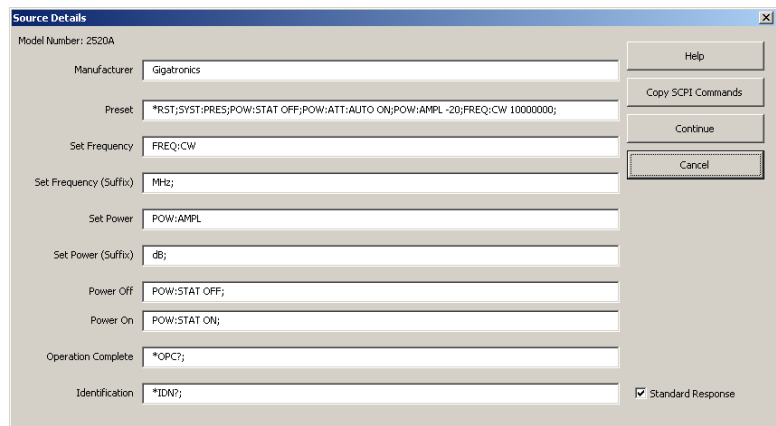 Source Details
Model Number: 2520A
Manufacturer Gigatronics
Preset *RST;SYST:PRES;POW:STAT OFF;POW:ATT:AUTO ON;POW:AMPL -20;FREQ:CW 10000000;
Set Frequency FREQ:CW
Set Frequency (Suffix) MHz;
Set Power POW:AMPL
Set Power (Suffix) dB;
Power Off POW:STAT OFF;
Power On POW:STAT ON;
Operation Complete *OPC?;
Identification *IDN?;
Help
Copy SCPI Commands
Continue
Cancel
Standard Response